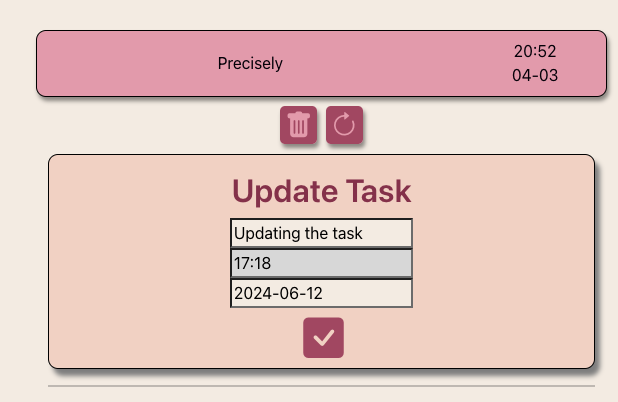 Precisely
20:52
04-03
Update Task
Updating the task
17:18
2024-06-12